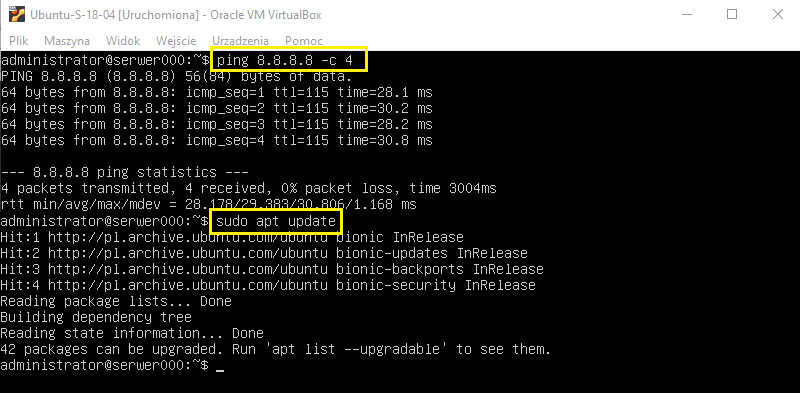 Ubuntu-S-18-04 [Uruchomiona] - Oracle VM VirtualBox
Plik Maszyna Widok Wejście Urządzenia Pomoc
administrator@serwer000:~$ ping 8.8.8.8 -c 4
PING 8.8.8.8 (8.8.8.8) 56(84) bytes of data.
64 bytes from 8.8.8.8: icmp_seq=1 ttl=115 time=28.1 ms
64 bytes from 8.8.8.8: icmp_seq=2 ttl=115 time=30.2 ms
64 bytes from 8.8.8.8: icmp_seq=3 ttl=115 time=28.2 ms
64 bytes from 8.8.8.8: icmp_seq=4 ttl=115 time=30.8 ms
--- 8.8.8.8 ping statistics ---
4 packets transmitted, 4 received, 0% packet loss, time 3004ms
rtt min/avg/max/mdev = 28.178/29.383/30.806/1.168 ms
administrator@serwer000:~$ sudo apt update
Hit:1 http://pl.archive.ubuntu.com/ubuntu bionic InRelease
Hit:2 http://pl.archive.ubuntu.com/ubuntu bionic-updates InRelease
Hit:3 http://pl.archive.ubuntu.com/ubuntu bionic-backports InRelease
Hit:4 http://pl.archive.ubuntu.com/ubuntu bionic-security InRelease
Reading package lists... Done
Building dependency tree
Reading state information... Done
42 packages can be upgraded. Run 'apt list --upgradable' to see them.
administrator@serwer000:~$ _